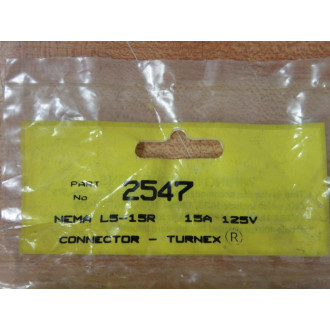 PART
No 2547
NEMA L5-15R 15A 125V
CONNECTOR - TURNEX (R)